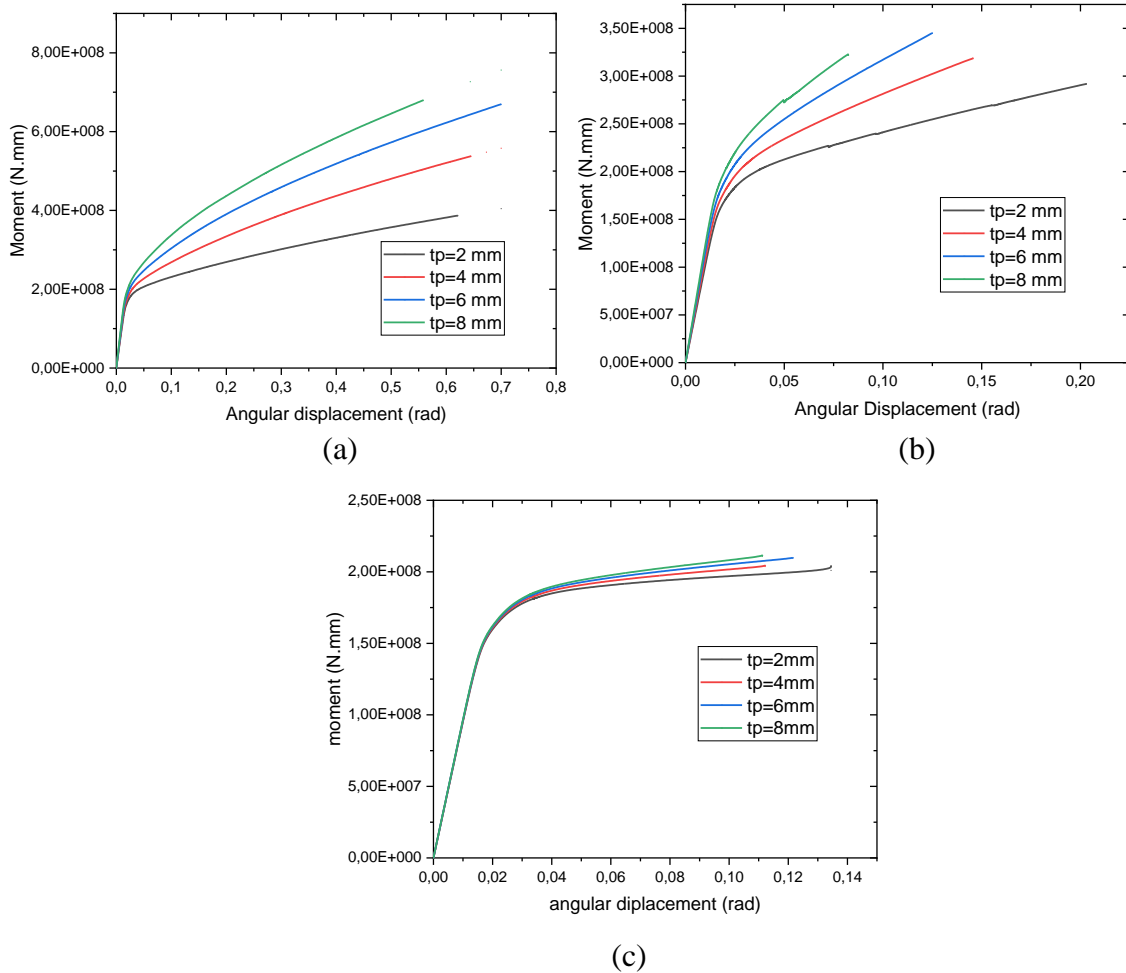 8,00E+008
6,00E+008
4,00E+008
2,00E+008
0,00E+000
Moment (N.mm)
tp=2 mm
tp=4 mm
tp=6 mm
tp=8 mm
0,0 0,1 0,2 0,3 0,4 0,5 0,6 0,7 0,8
Angular displacement (rad)
(a)
3,50E+008
3,00E+008
2,50E+008
2,00E+008
1,50E+008
1,00E+008
5,00E+007
0,00E+000
Moment (N.mm)
tp=2 mm
tp=4 mm
tp=6 mm
tp=8 mm
0,00 0,05 0,10 0,15 0,20
Angular Displacement (rad)
(b)
2,50E+008
2,00E+008
1,50E+008
1,00E+008
5,00E+007
0,00E+000
moment (N.mm)
tp=2mm
tp=4mm
tp=6mm
tp=8mm
0,00 0,02 0,04 0,06 0,08 0,10 0,12 0,14
angular diplacement (rad)
(c)